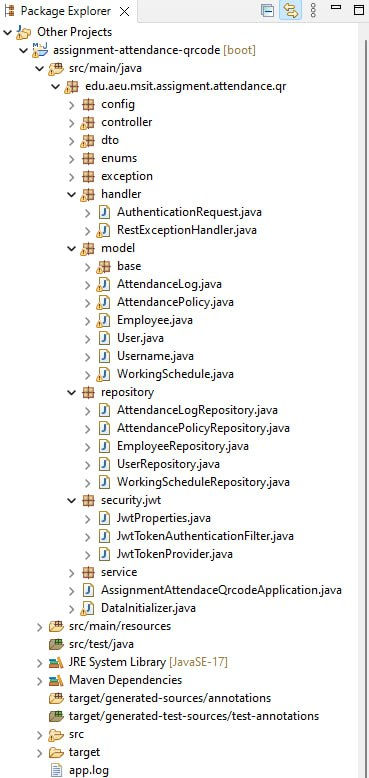 Package Explorer
Other Projects
assignment-attendance-qrcode [boot]
src/main/java
edu.aeu.msit.assigment.attendance.qr
config
controller
dto
enums
exception
handler
AuthenticationRequest.java
RestExceptionHandler.java
model
base
AttendanceLog.java
AttendancePolicy.java
Employee.java
User.java
Username.java
WorkingSchedule.java
repository
AttendanceLogRepository.java
AttendancePolicyRepository.java
EmployeeRepository.java
UserRepository.java
WorkingScheduleRepository.java
security.jwt
JwtProperties.java
JwtTokenAuthenticationFilter.java
JwtTokenProvider.java
service
AssignmentAttendaceQrcodeApplication.java
DataInitializer.java
src/main/resources
src/test/java
JRE System Library [JavaSE-17]
Maven Dependencies
target/generated-sources/annotations
target/generated-test-sources/test-annotations
src
target
app.log